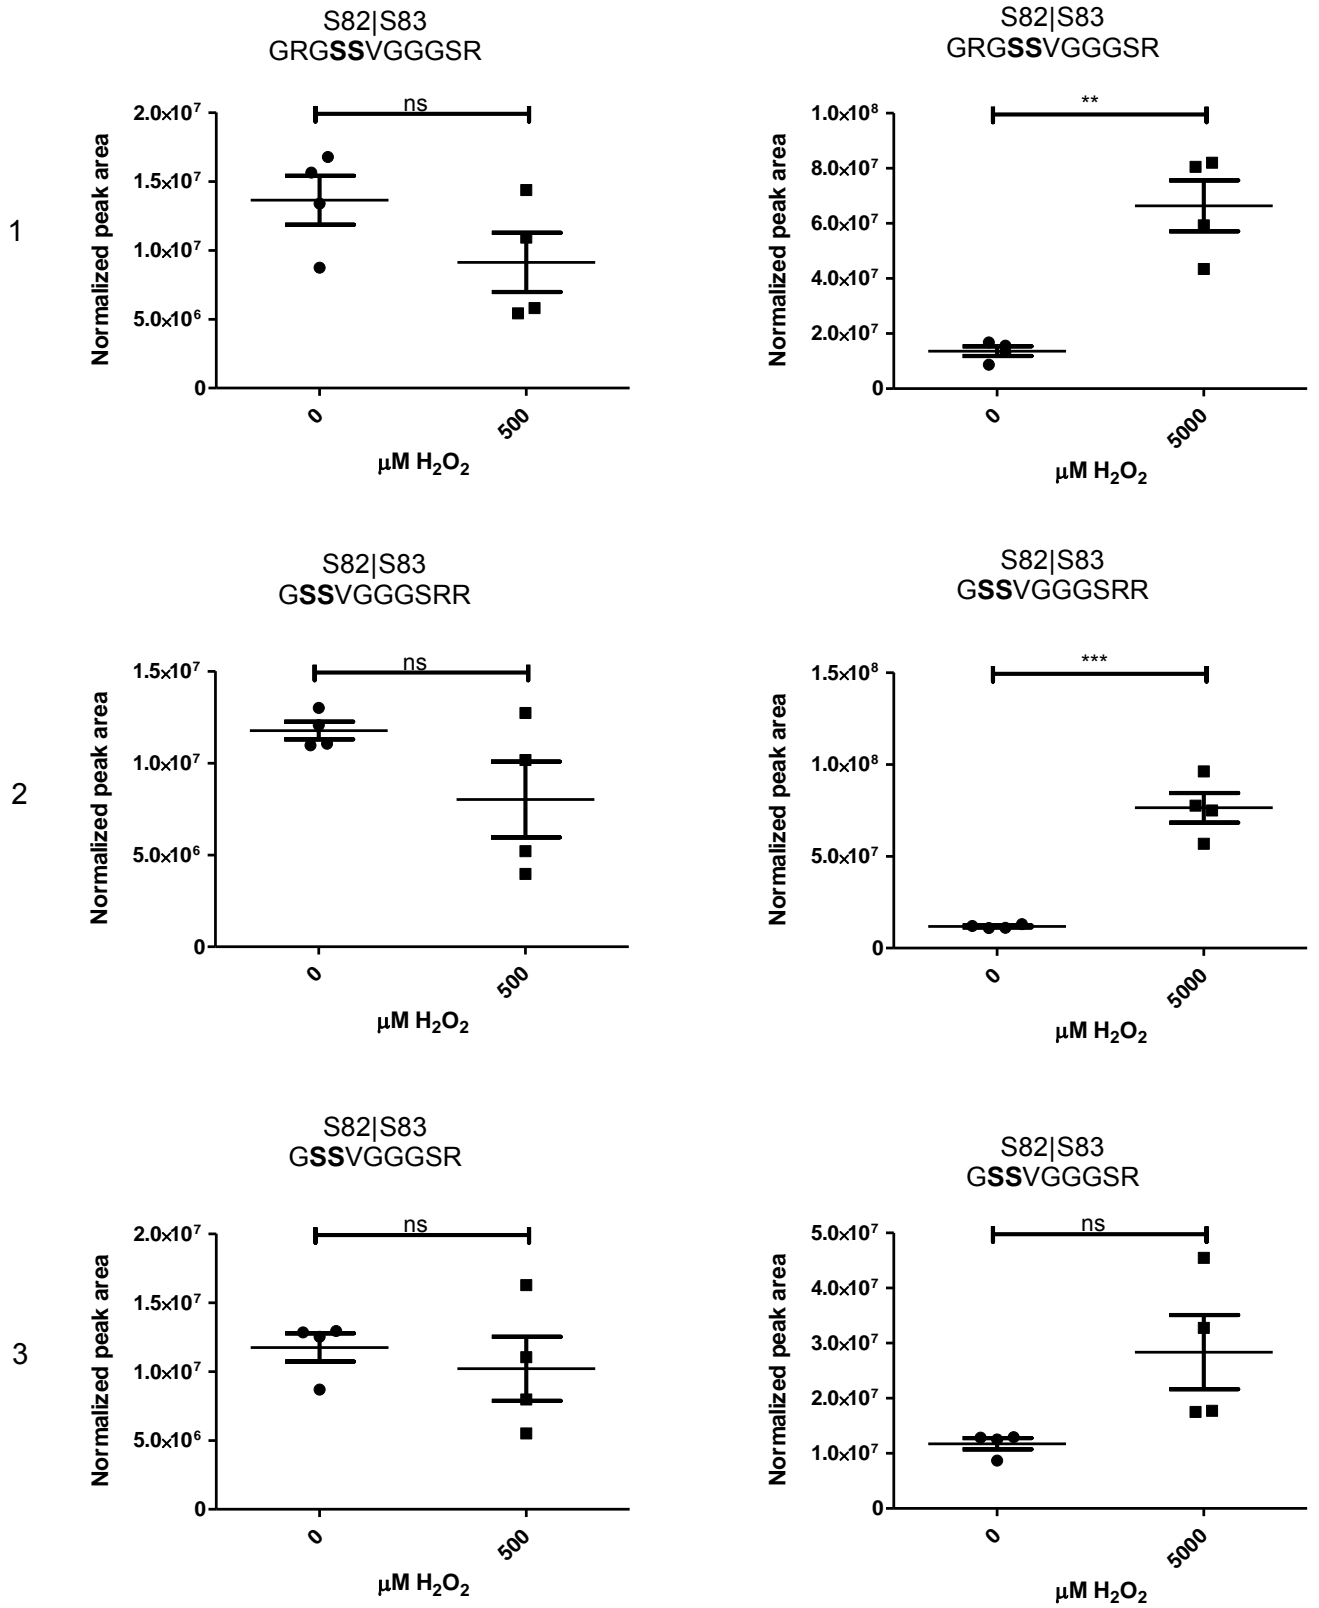 S82|S83
GRGSSVGGGSR
ns
2.0×10⁷
1.5×10⁷
1.0×10⁷
5.0×10⁶
0
Normalized peak area
0
500
μM H₂O₂
S82|S83
GRGSSVGGGSR
**
1.0×10⁸
8.0×10⁷
6.0×10⁷
4.0×10⁷
2.0×10⁷
0
Normalized peak area
0
5000
μM H₂O₂
1
S82|S83
GSSVGGGSRR
ns
1.5×10⁷
1.0×10⁷
5.0×10⁶
0
Normalized peak area
0
500
μM H₂O₂
S82|S83
GSSVGGGSRR
***
1.5×10⁸
1.0×10⁸
5.0×10⁷
0
Normalized peak area
0
5000
μM H₂O₂
2
S82|S83
GSSVGGGSR
ns
2.0×10⁷
1.5×10⁷
1.0×10⁷
5.0×10⁶
0
Normalized peak area
0
500
μM H₂O₂
S82|S83
GSSVGGGSR
ns
5.0×10⁷
4.0×10⁷
3.0×10⁷
2.0×10⁷
1.0×10⁷
0
Normalized peak area
0
5000
μM H₂O₂
3